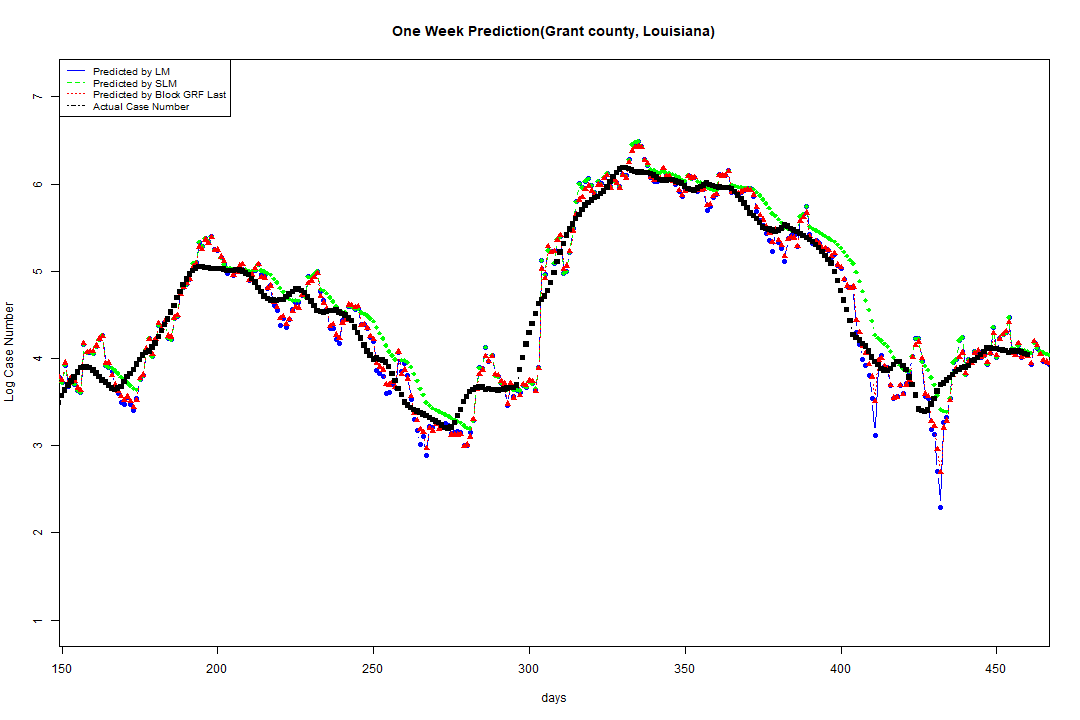 One Week Prediction(Grant county, Louisiana)
Predicted by LM
Predicted by SLM
Predicted by Block GRF Last
Actual Case Number
7
6
5
4
3
2
1
Log Case Number
150 200 250 300 350 400 450
days